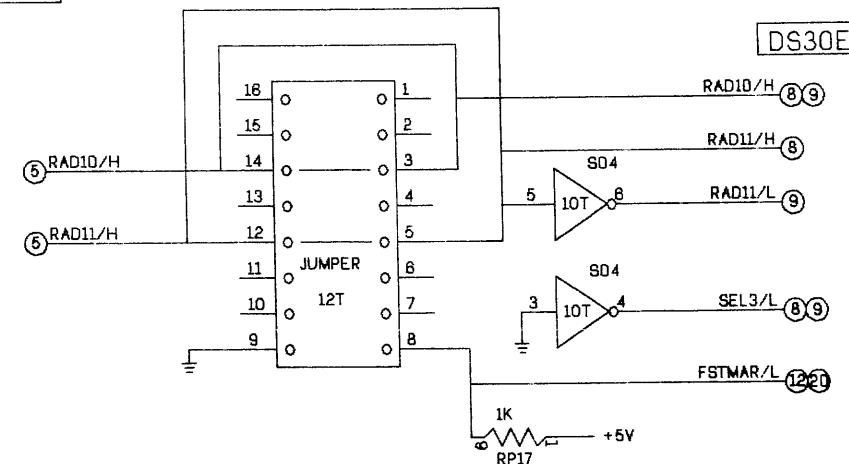 DS30E
16 1 RAD10/H 8 9
15 2 RAD11/H 8
5 RAD10/H 14 3 S04
13 4 5 10T 6 RAD11/L 9
5 RAD11/H 12 5
11 JUMPER 6 S04
10 12T 7 3 10T 4 SEL3/L 8 9
9 8
FSTMAR/L 12 20
1K
+5V
RP17